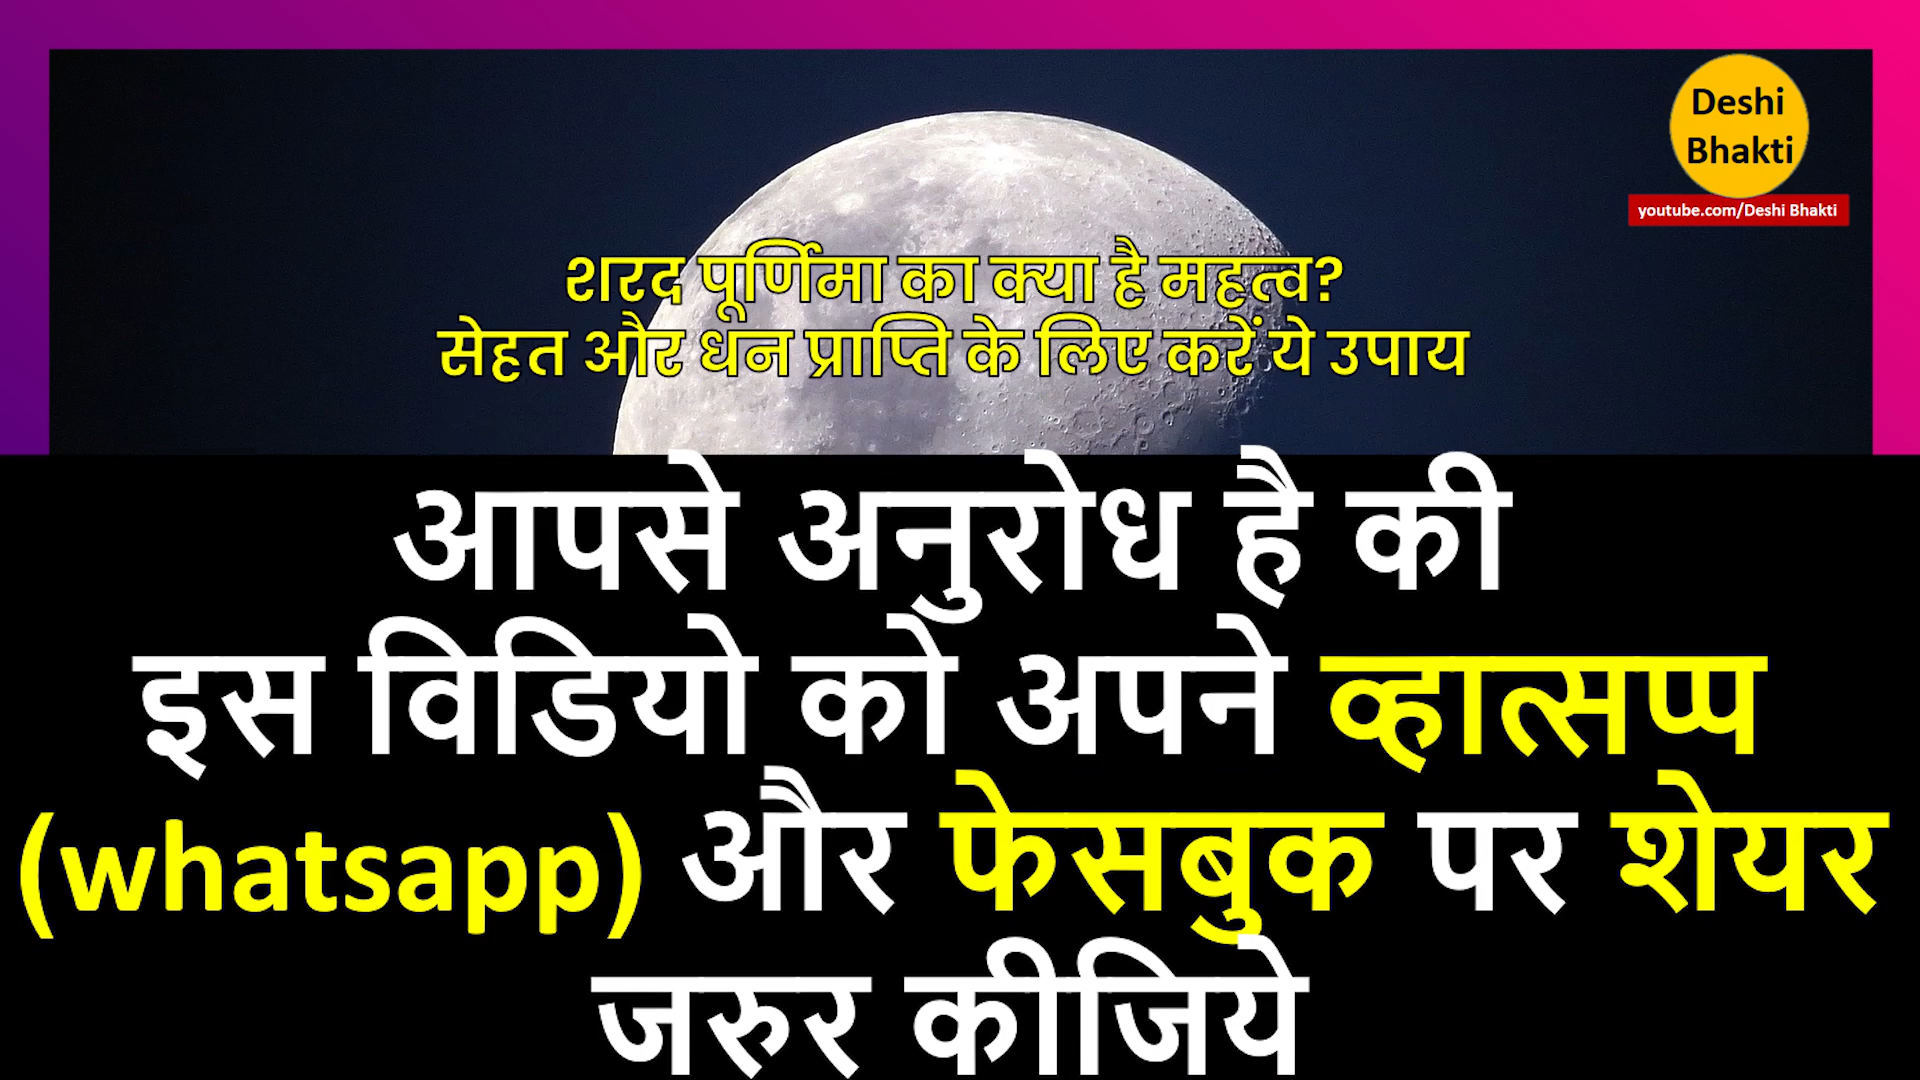 Deshi
Bhakti
youtube.com/Deshi Bhakti
शरद पूर्णिमा का क्या है महत्व?
सेहत और धन प्राप्ति के लिए करें ये उपाय
आपसे अनुरोध है की
इस विडियो को अपने व्हात्सप्प
(whatsapp) और फेसबुक पर शेयर
जरुर कीजिये